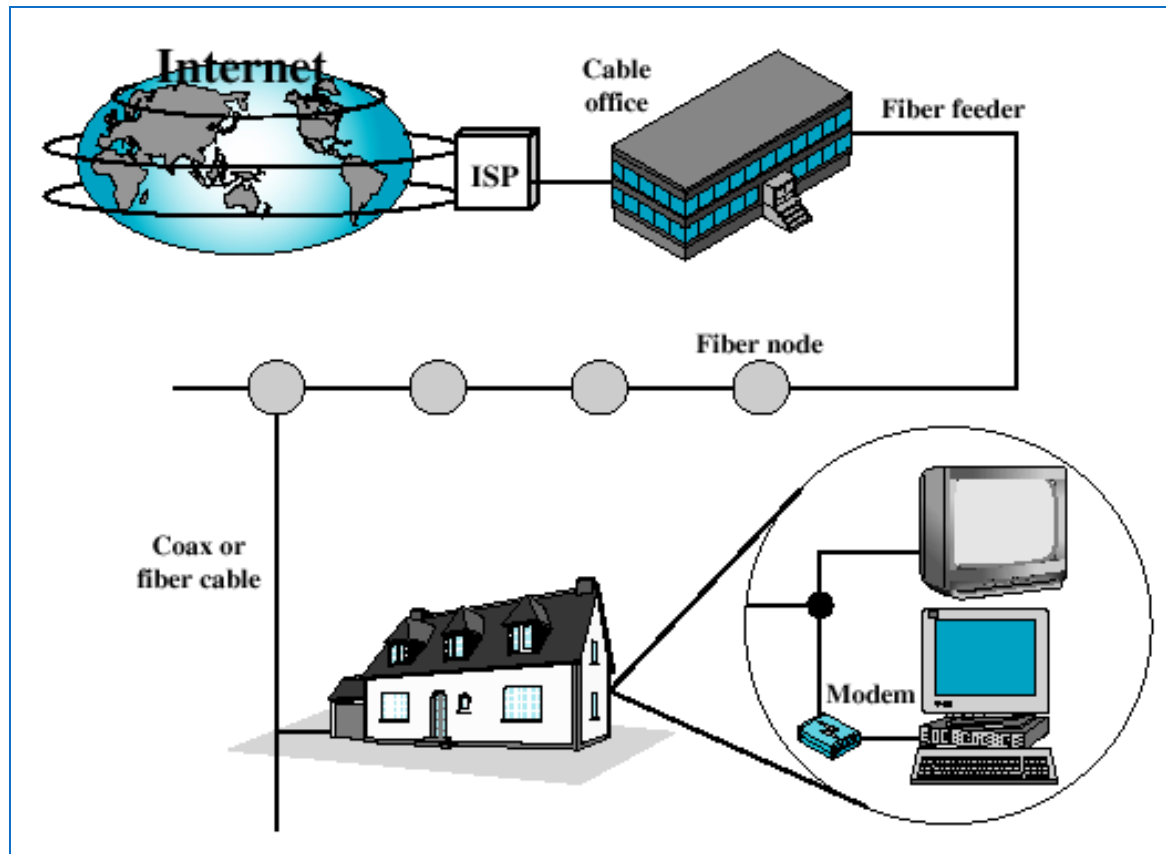 Internet
Cable
office
Fiber feeder
ISP
Fiber node
Coax or
fiber cable
Modem